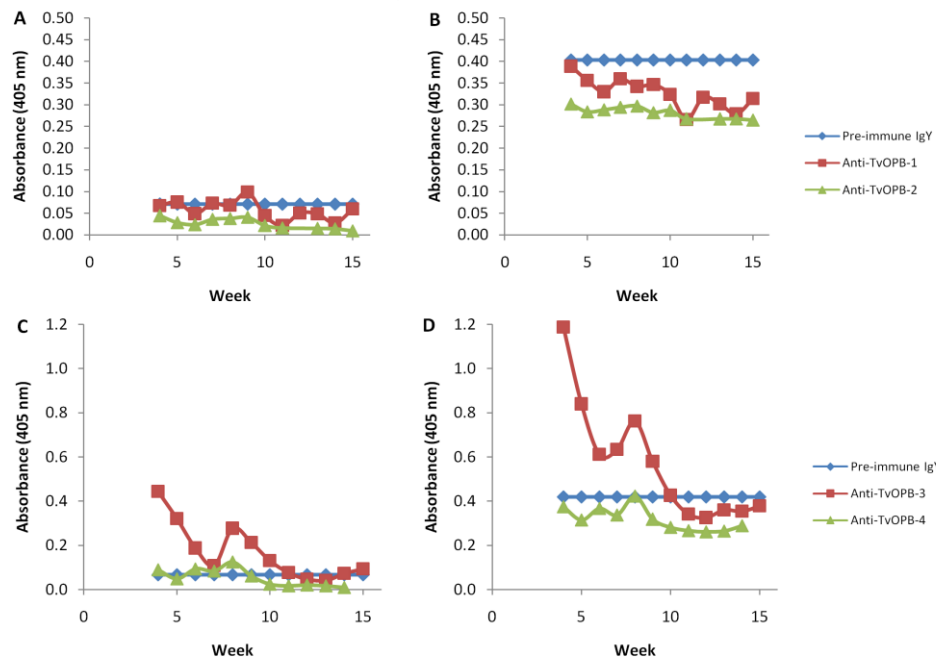 A
Absorbance (405 nm)
0.50
0.45
0.40
0.35
0.30
0.25
0.20
0.15
0.10
0.05
0.00
0 5 10 15
Week
B
Absorbance (405 nm)
0.50
0.45
0.40
0.35
0.30
0.25
0.20
0.15
0.10
0.05
0.00
0 5 10 15
Week
Pre-immune IgY
Anti-TvOPB-1
Anti-TvOPB-2
C
Absorbance (405 nm)
1.2
1.0
0.8
0.6
0.4
0.2
0.0
0 5 10 15
Week
D
Absorbance (405 nm)
1.2
1.0
0.8
0.6
0.4
0.2
0.0
0 5 10 15
Week
Pre-immune IgY
Anti-TvOPB-3
Anti-TvOPB-4